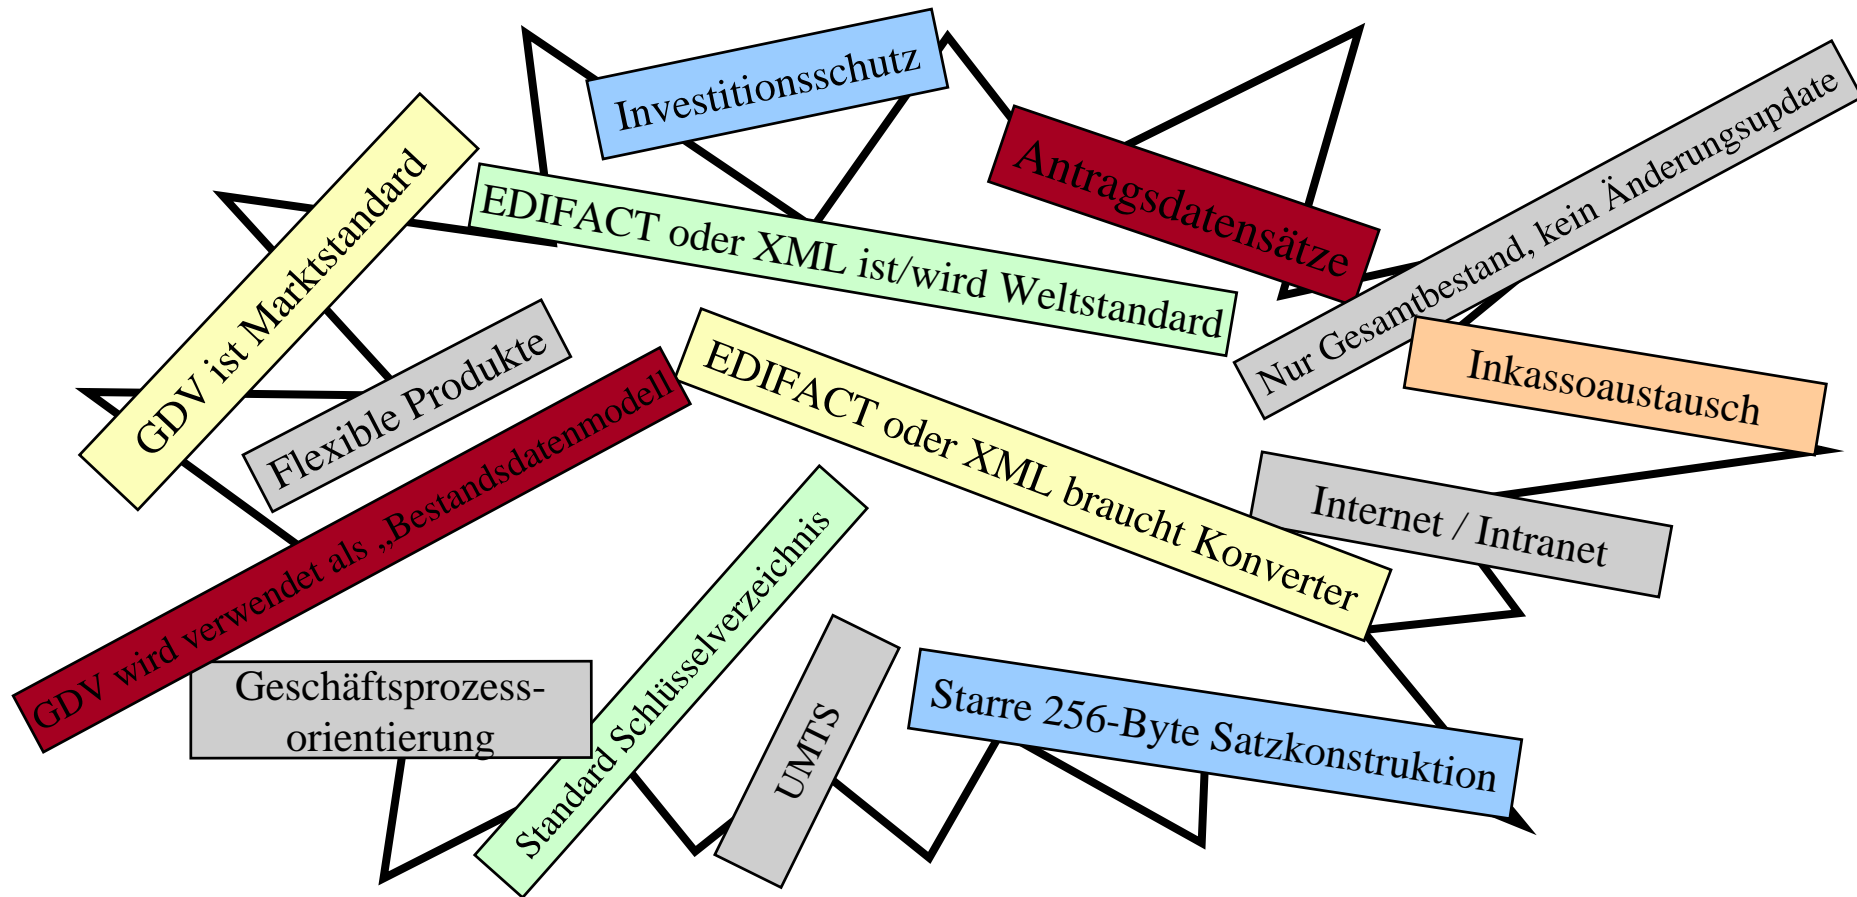 Investitionsschutz
GDV ist Marktstandard
EDIFACT oder XML ist/wird Weltstandard
Antragsdatensätze
Nur Gesamtbestand, kein Änderungsupdate
Flexible Produkte
EDIFACT oder XML braucht Konverter
Inkassoaustausch
GDV wird verwendet als „Bestandsdatenmodell
Internet / Intranet
Standard Schlüsselverzeichnis
Geschäftsprozess-
orientierung
UMTS
Starre 256-Byte Satzkonstruktion